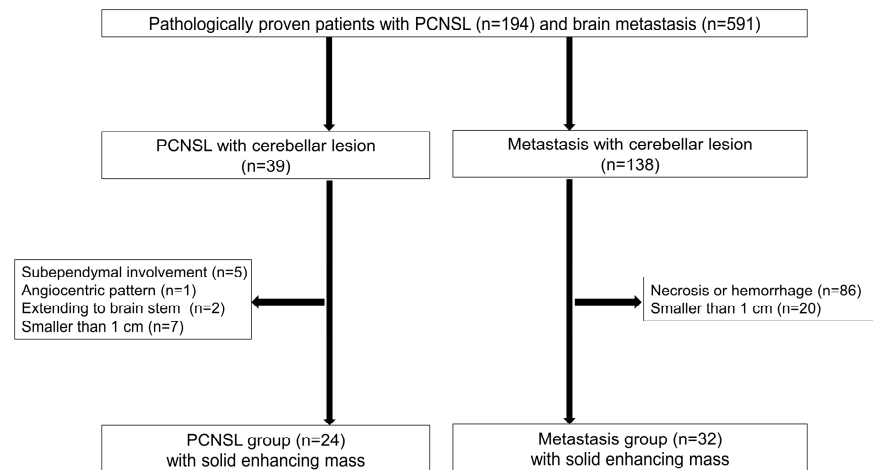 Pathologically proven patients with PCNSL (n=194) and brain metastasis (n=591)
PCNSL with cerebellar lesion
(n=39)
Metastasis with cerebellar lesion
(n=138)
Subependymal involvement (n=5)
Angiocentric pattern (n=1)
Extending to brain stem (n=2)
Smaller than 1 cm (n=7)
Necrosis or hemorrhage (n=86)
Smaller than 1 cm (n=20)
PCNSL group (n=24)
with solid enhancing mass
Metastasis group (n=32)
with solid enhancing mass